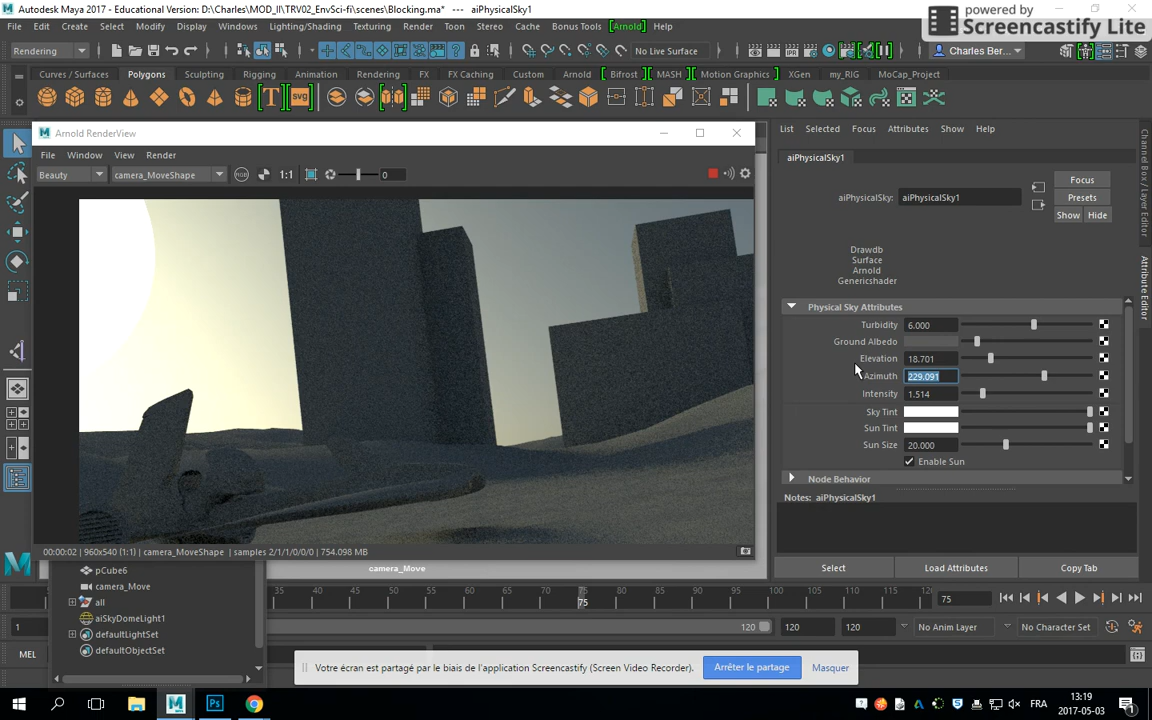 Autodesk Maya 2017 - Educational Version: D:\Charles\MOD_II\TRV02_EnvSci-fi\scenes\Blocking.ma* --- aiPhysicalSky1
powered by
Screencastify Lite
File Edit Create Select Modify Display Windows Lighting/Shading Texturing Render Toon Stereo Cache Bonus Tools Arnold Help
Rendering No Live Surface Charles Ber...
Curves / Surfaces Polygons Sculpting Rigging Animation Rendering FX FX Caching Custom Arnold Bifrost MASH Motion Graphics XGen my_RIG MoCap_Project
T SVG
Arnold RenderView
File Window View Render
Beauty camera_MoveShape RGB 1:1 0
00:00:02 | 960x540 (1:1) | camera_MoveShape | samples 2/1/1/0/0/0 | 754.098 MB
List Selected Focus Attributes Show Help
aiPhysicalSky1
aiPhysicalSky: aiPhysicalSky1
Focus
Presets
Show Hide
Drawdb
Surface
Arnold
Genericshader
Physical Sky Attributes
Turbidity 6.000
Ground Albedo
Elevation 18.701
Azimuth 229.091
Intensity 1.514
Sky Tint
Sun Tint
Sun Size 20.000
Enable Sun
Node Behavior
Notes: aiPhysicalSky1
Select Load Attributes Copy Tab
Channel Box / Layer Editor
Attribute Editor
pCube6
camera_Move
all
aiSkyDomeLight1
defaultLightSet
defaultObjectSet
camera_Move
35 40 45 50 55 60 65 70 75 80 85 90 95 100 105 110 115 120
75 75
1 120 120 120 No Anim Layer No Character Set
MEL
Votre écran est partagé par le biais de l'application Screencastify (Screen Video Recorder). Arrêter le partage Masquer
FRA
13:19
2017-05-03
1